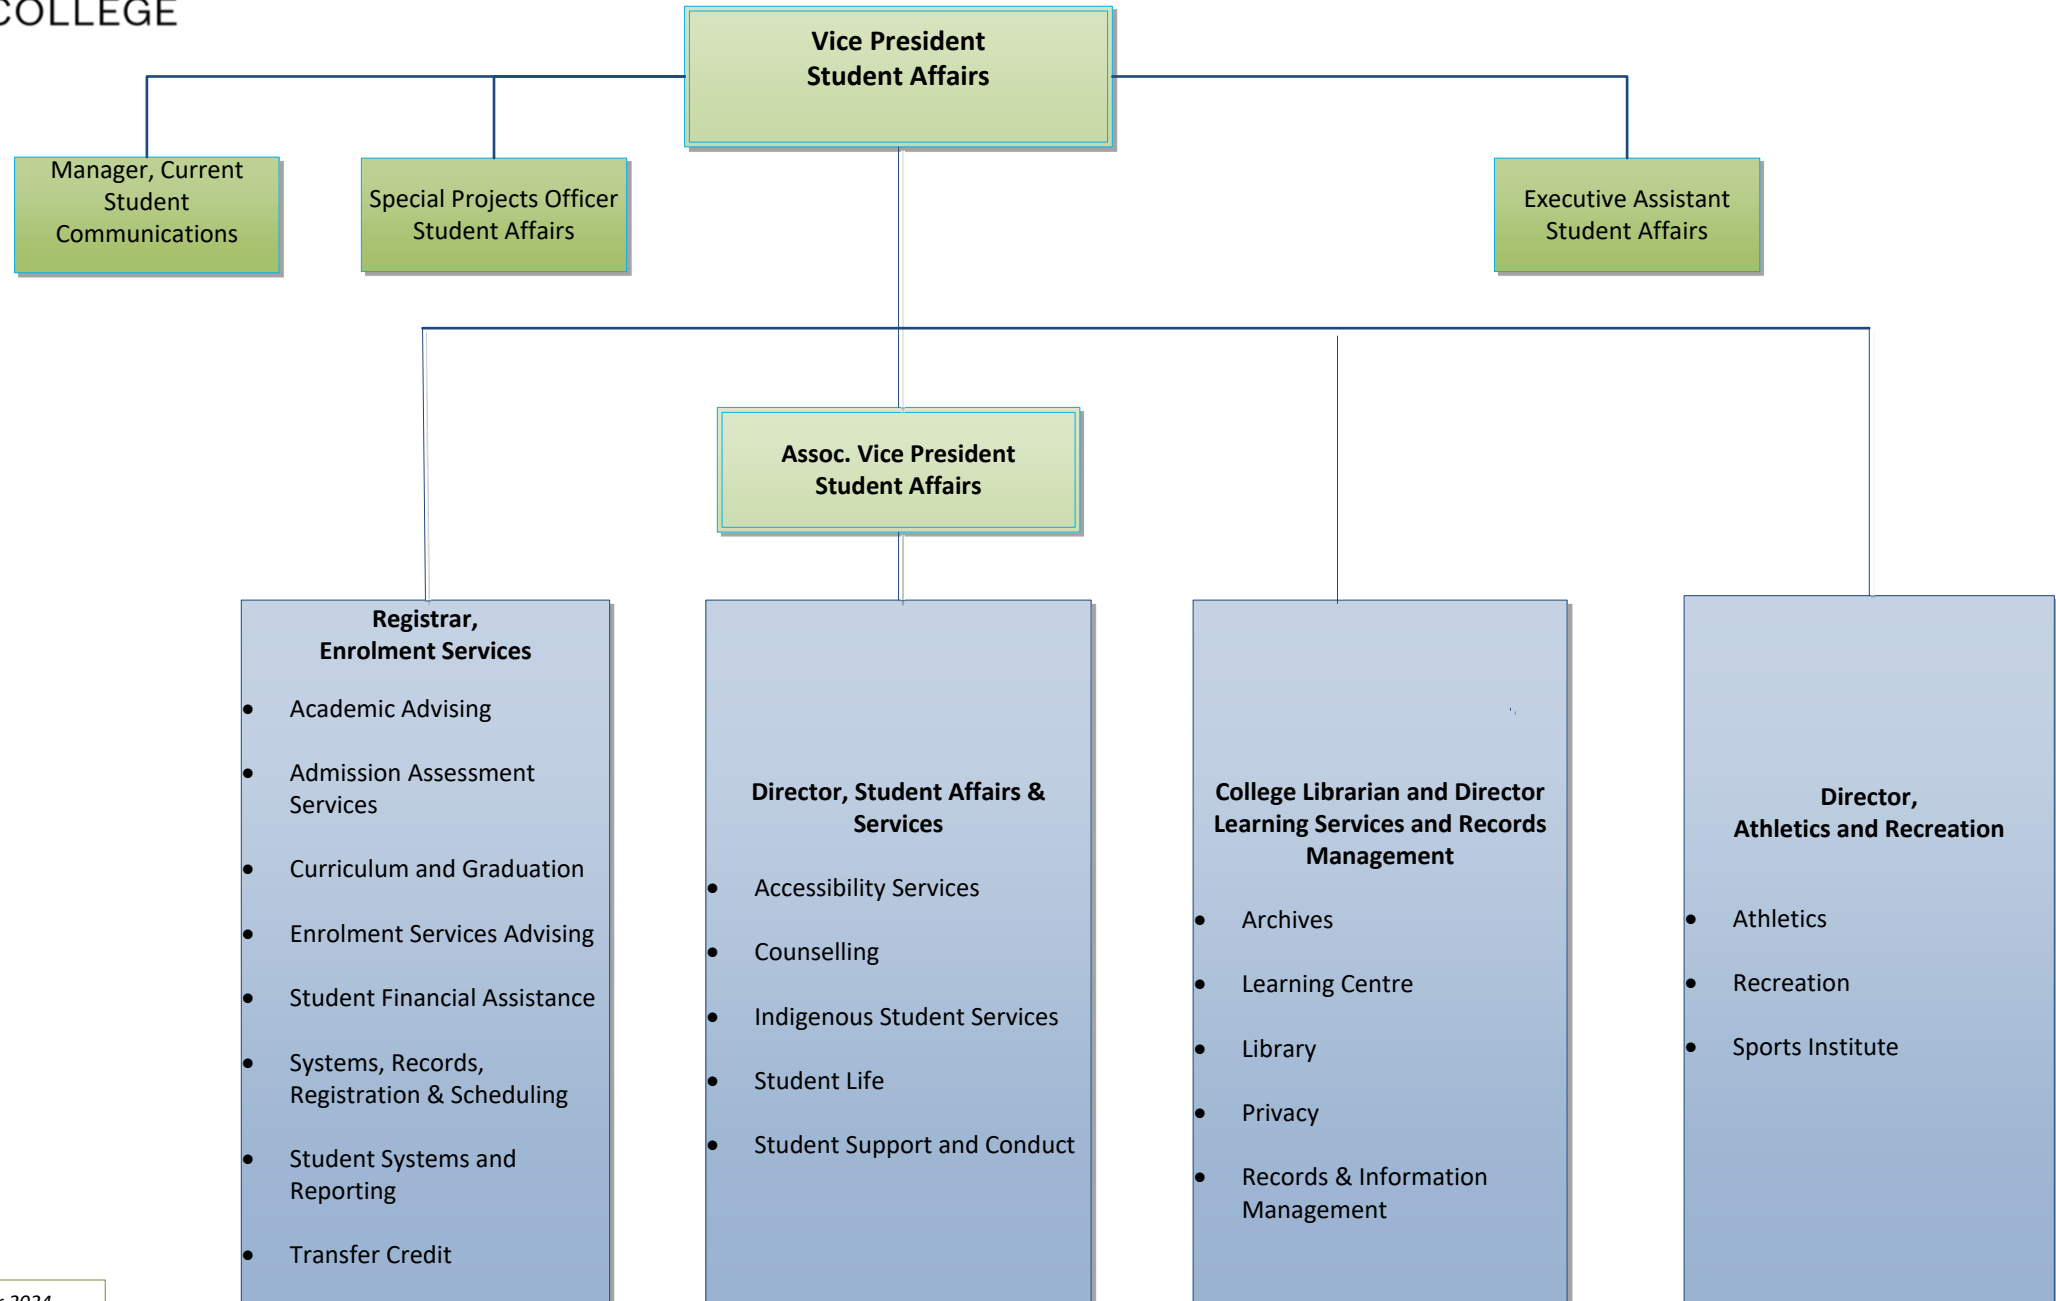 COLLEGE
Vice President
Student Affairs
Manager, Current
Student
Communications
Special Projects Officer
Student Affairs
Executive Assistant
Student Affairs
Assoc. Vice President
Student Affairs
Registrar,
Enrolment Services
• Academic Advising
• Admission Assessment
Services
• Curriculum and Graduation
• Enrolment Services Advising
• Student Financial Assistance
• Systems, Records,
Registration & Scheduling
• Student Systems and
Reporting
• Transfer Credit
Director, Student Affairs &
Services
• Accessibility Services
• Counselling
• Indigenous Student Services
• Student Life
• Student Support and Conduct
College Librarian and Director
Learning Services and Records
Management
• Archives
• Learning Centre
• Library
• Privacy
• Records & Information
Management
Director,
Athletics and Recreation
• Athletics
• Recreation
• Sports Institute
2024